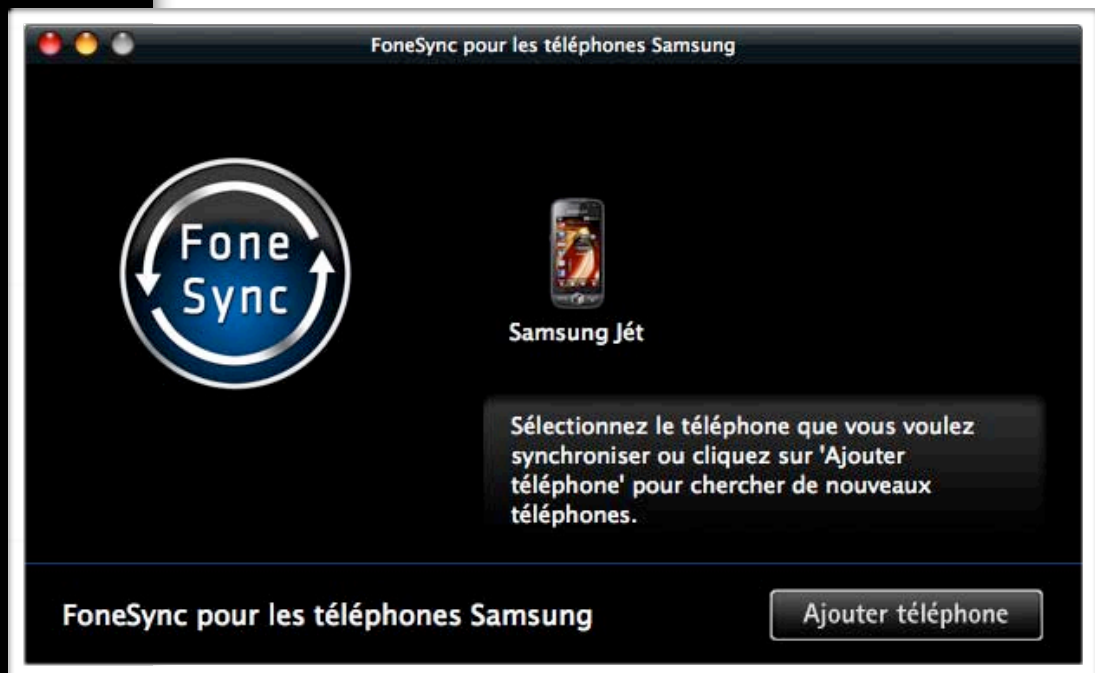 FoneSync pour les téléphones Samsung
Fone
Sync
Samsung Jét
Sélectionnez le téléphone que vous voulez
synchroniser ou cliquez sur 'Ajouter
téléphone' pour chercher de nouveaux
téléphones.
FoneSync pour les téléphones Samsung
Ajouter téléphone